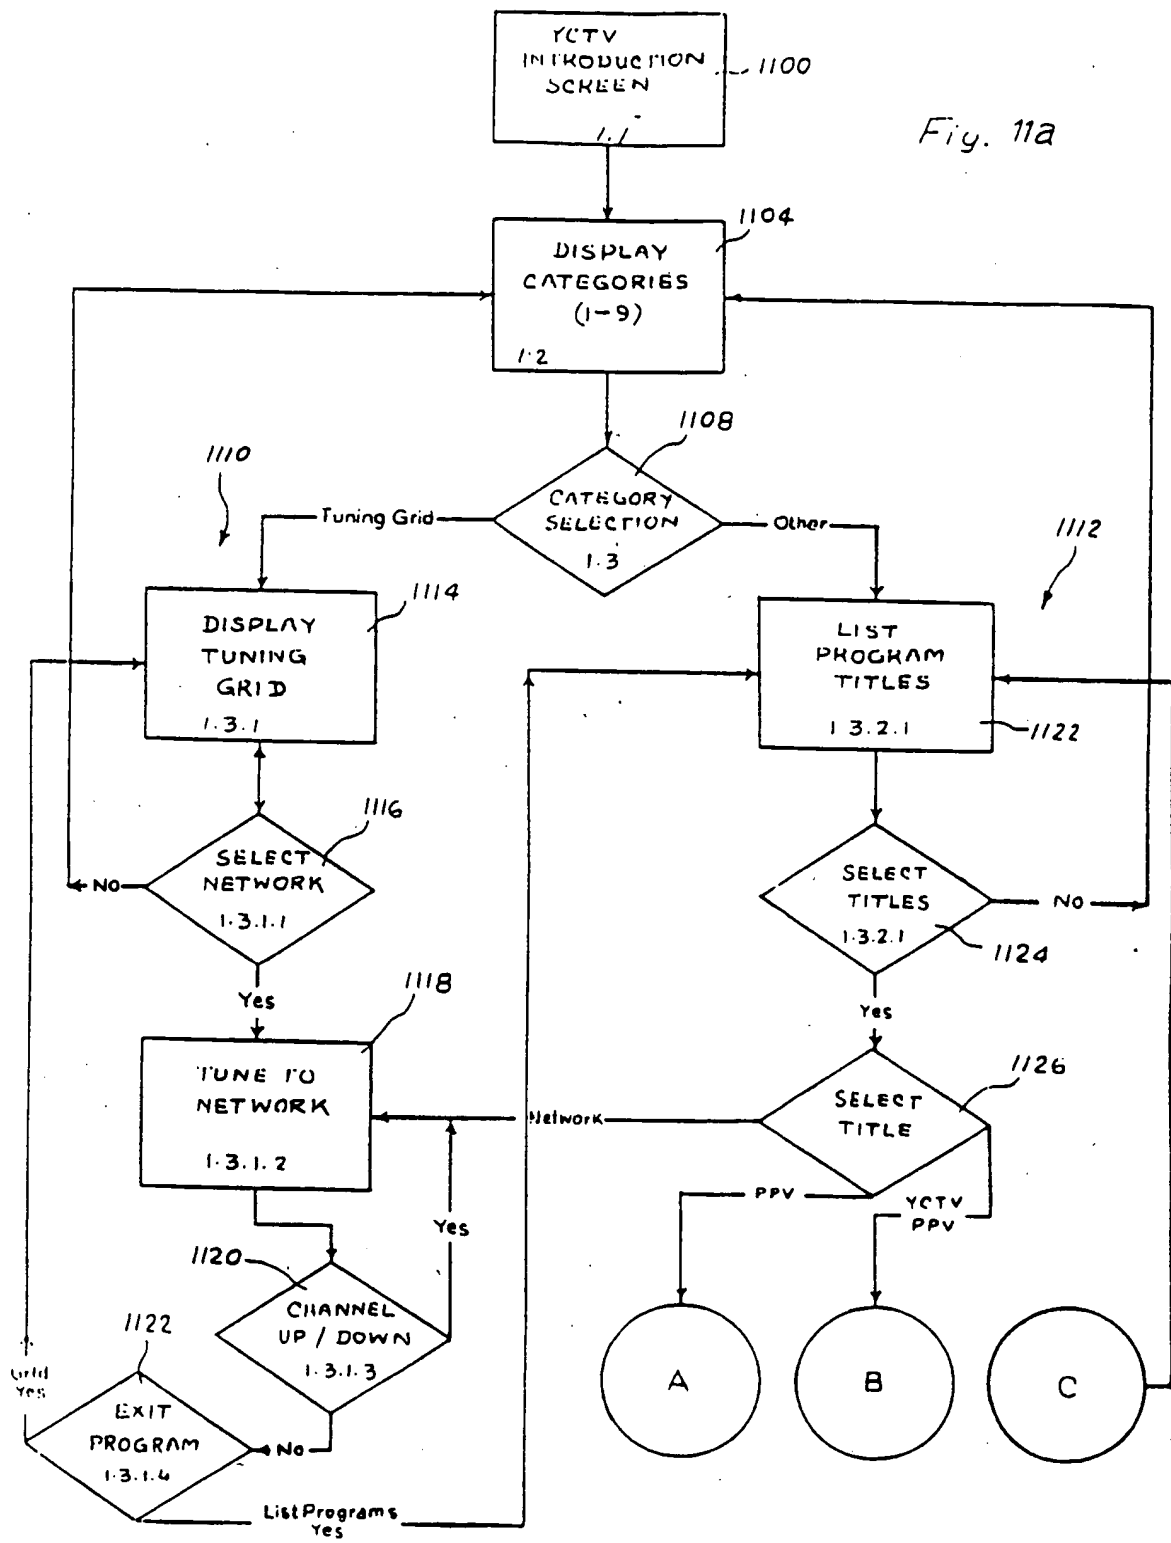 YCTV
INTRODUCTION
SCREEN
1.1
1100
Fig. 11a
1104
DISPLAY
CATEGORIES
(1-9)
1.2
1108
1110
CATEGORY
SELECTION
1.3
Tuning Grid
Other
1112
1114
DISPLAY
TUNING
GRID
1.3.1
LIST
PROGRAM
TITLES
1 3.2.1
1122
1116
SELECT
NETWORK
1.3.1.1
No
SELECT
TITLES
1.3.2.1
No
1124
Yes
Yes
1118
TUNE TO
NETWORK
1.3.1.2
1126
SELECT
TITLE
Network
PPV
YCTV
PPV
Yes
1120
CHANNEL
UP / DOWN
1.3.1.3
1122
Grid
Yes
EXIT
PROGRAM
1.3.1.4
No
List Programs
Yes
A
B
C